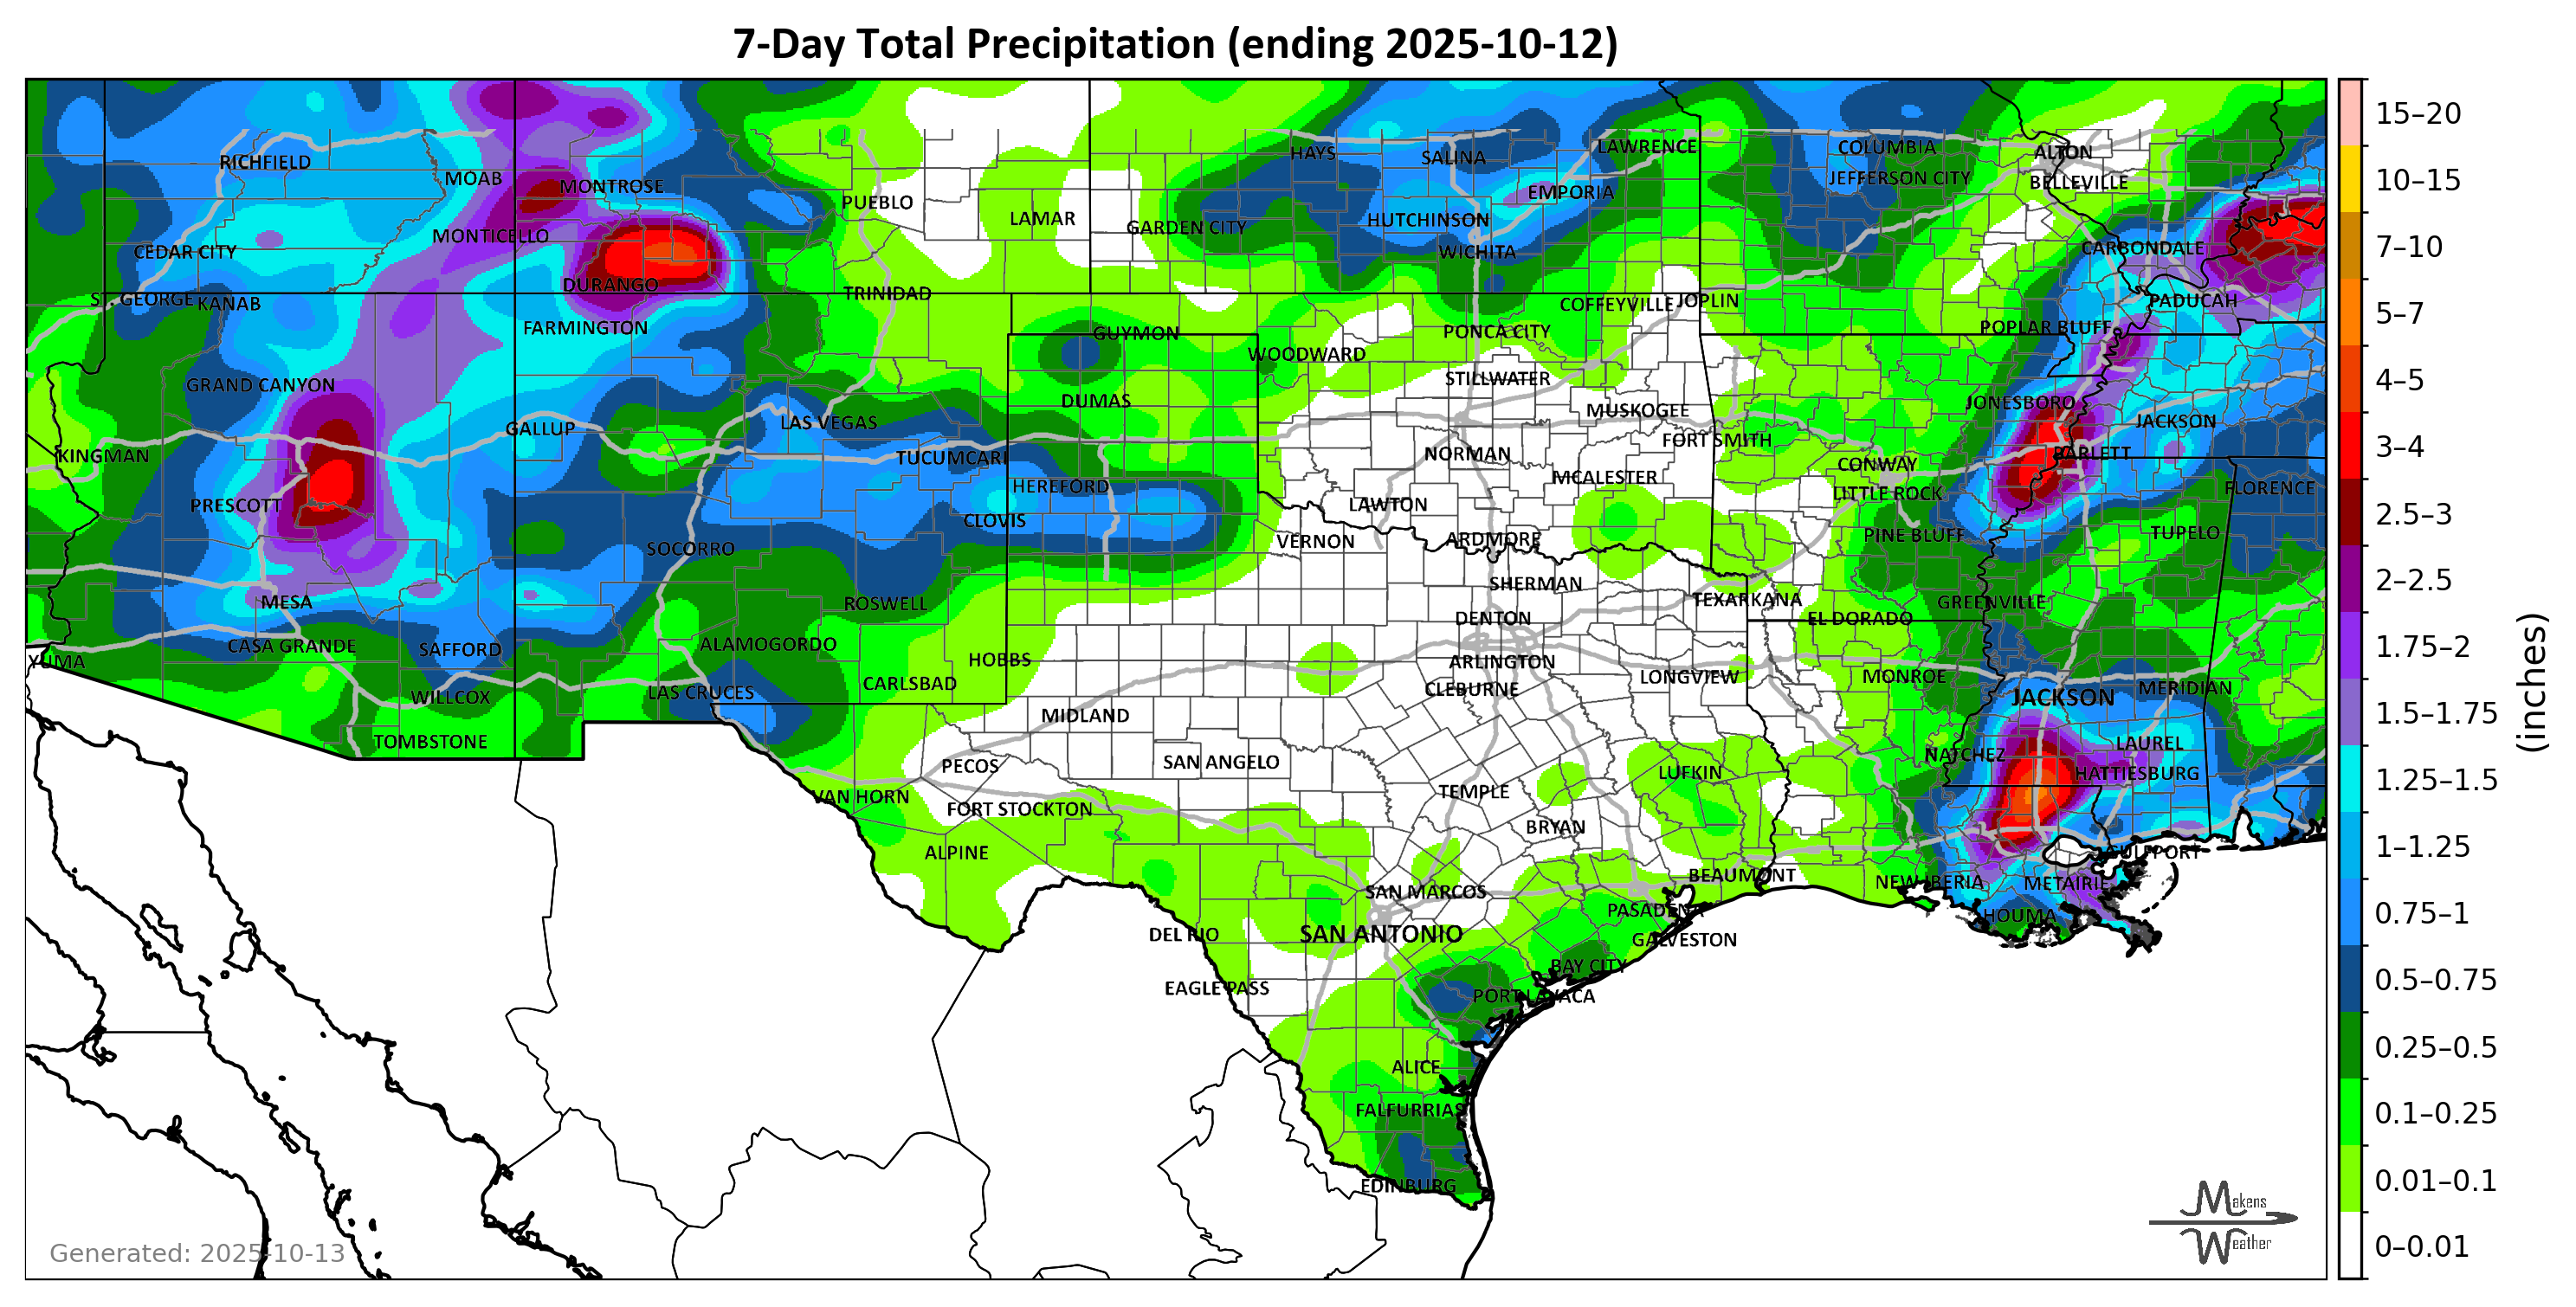 7-Day Total Precipitation (ending 2025-10-12)
RICHFIELD
MOAB
MONTROSE
PUEBLO
LAMAR
HAYS
SALINA
LAWRENCE
COLUMBIA
ALTON
EMPORIA
JEFFERSON CITY
BELLEVILLE
GARDEN CITY
HUTCHINSON
CEDAR CITY
MONTICELLO
WICHITA
CARBONDALE
ST. GEORGE
KANAB
DURANGO
TRINIDAD
COFFEYVILLE
JOPLIN
PADUCAH
FARMINGTON
GUYMON
PONCA CITY
POPLAR BLUFF
WOODWARD
GRAND CANYON
STILLWATER
DUMAS
MUSKOGEE
JONESBORO
JACKSON
GALLUP
LAS VEGAS
FORT SMITH
KINGMAN
TUCUMCARI
NORMAN
CONWAY
BARLETT
PRESCOTT
HEREFORD
MCALESTER
LITTLE ROCK
FLORENCE
CLOVIS
LAWTON
SOCORRO
VERNON
ARDMORE
PINE BLUFF
TUPELO
MESA
ROSWELL
SHERMAN
TEXARKANA
GREENVILLE
CASA GRANDE
SAFFORD
ALAMOGORDO
DENTON
EL DORADO
YUMA
HOBBS
ARLINGTON
WILLCOX
LAS CRUCES
CARLSBAD
CLEBURNE
LONGVIEW
MONROE
JACKSON
MERIDIAN
TOMBSTONE
MIDLAND
NATCHEZ
LAUREL
PECOS
SAN ANGELO
LUFKIN
HATTIESBURG
VAN HORN
FORT STOCKTON
TEMPLE
ALPINE
BRYAN
GULFPORT
SAN MARCOS
BEAUMONT
NEW IBERIA
METAIRIE
DEL RIO
SAN ANTONIO
PASADENA
GALVESTON
HOUMA
EAGLE PASS
BAY CITY
PORT LAVACA
ALICE
FALFURRIAS
EDINBURG
Generated: 2025-10-13
Makens
Weather
15–20
10–15
7–10
5–7
4–5
3–4
2.5–3
2–2.5
1.75–2
1.5–1.75
1.25–1.5
1–1.25
0.75–1
0.5–0.75
0.25–0.5
0.1–0.25
0.01–0.1
0–0.01
(inches)